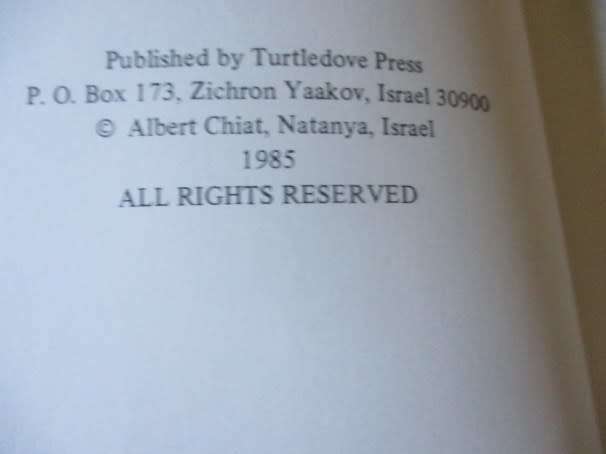 Published by Turtledove Press
P. O. Box 173, Zichron Yaakov, Israel 30900
© Albert Chiat, Natanya, Israel
1985
ALL RIGHTS RESERVED